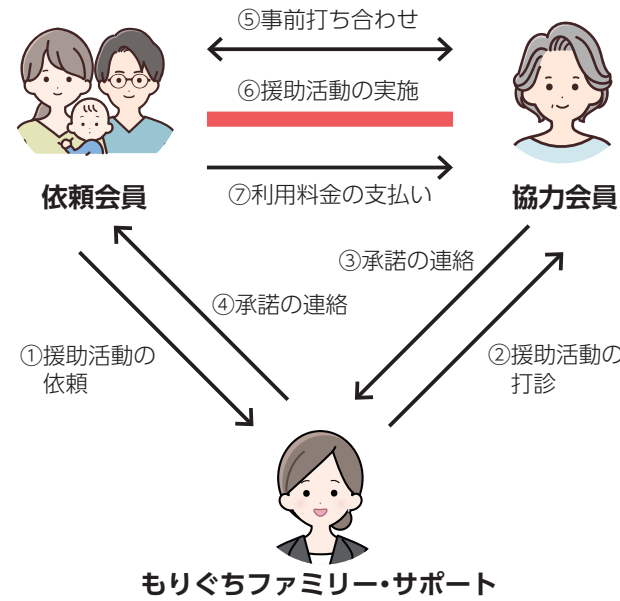 ⑤事前打ち合わせ
⑥援助活動の実施
⑦利用料金の支払い
依頼会員
協力会員
③承諾の連絡
④承諾の連絡
①援助活動の
依頼
②援助活動の
打診
もりぐちファミリー・サポート